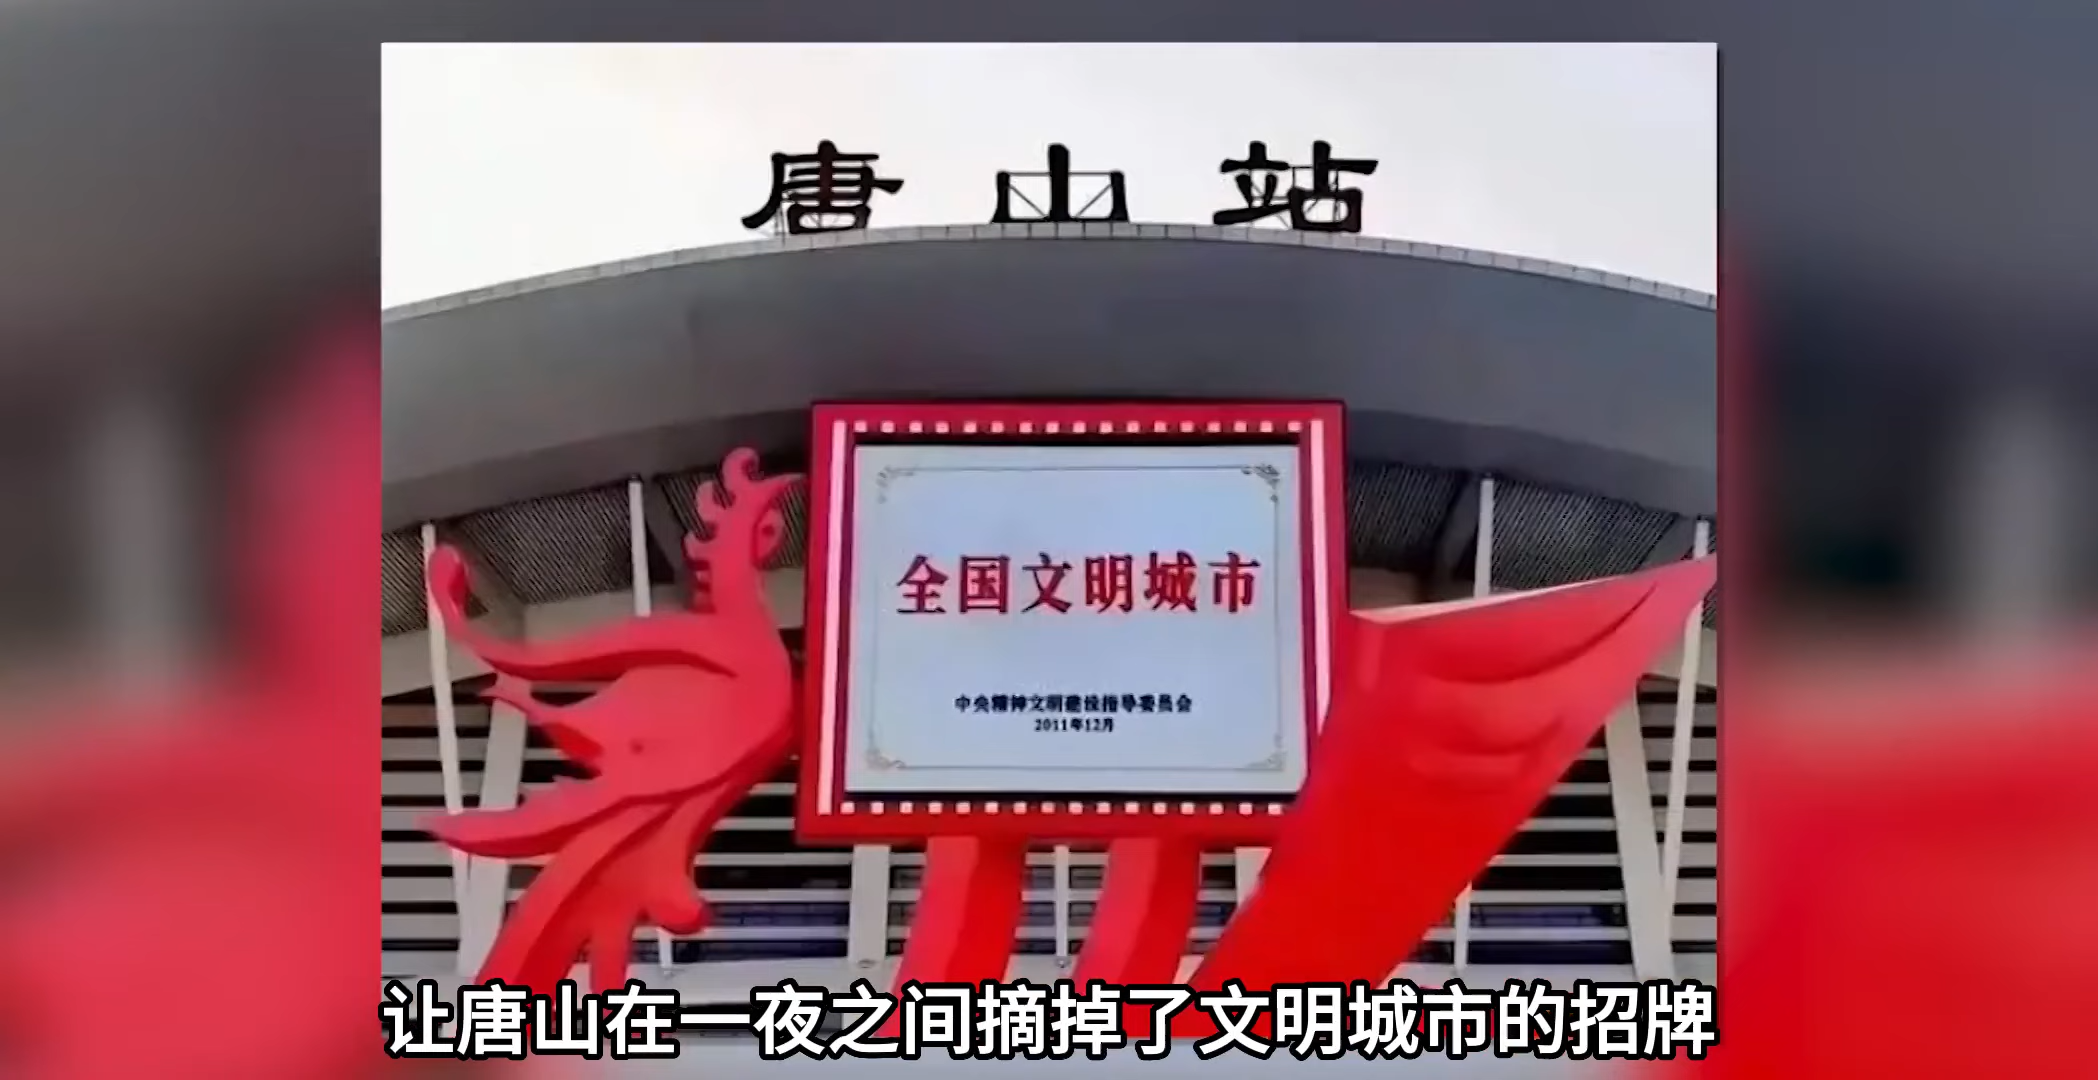 唐山站
全国文明城市
中央精神文明建设指导委员会
2011年12月
让唐山在一夜之间摘掉了文明城市的招牌